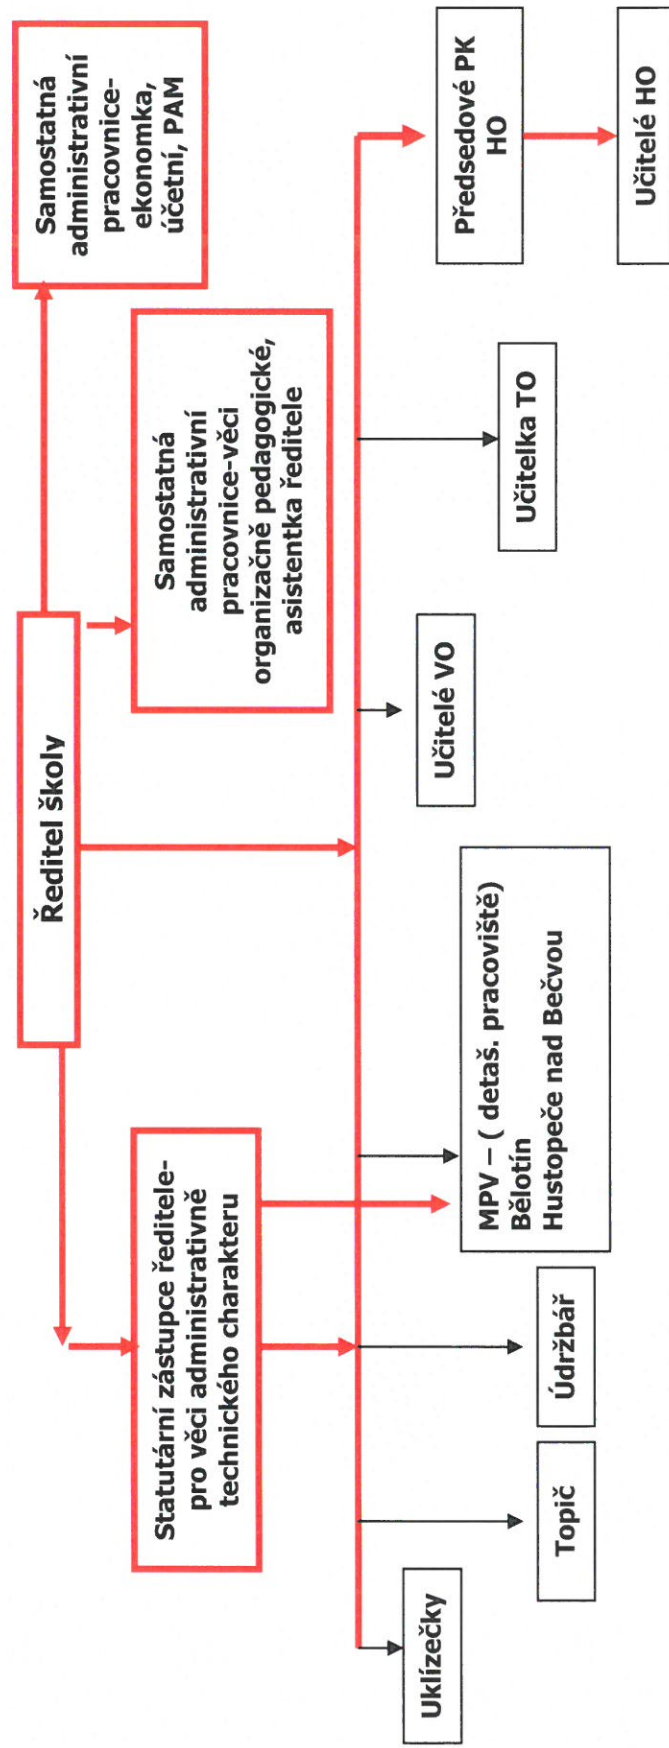 Ředitel školy
Samostatná
administrativní
pracovnice-
ekonomka,
účetní, PAM
Statutární zástupce ředitele-
pro věci administrativně
technického charakteru
Samostatná
administrativní
pracovnice-věci
organizačně pedagogické,
asistentka ředitele
Uklízečky
Topič
Údržbář
MPV – ( detaš. pracoviště)
Bělotín
Hustopeče nad Bečvou
Učitelé VO
Učitelka TO
Předsedové PK
HO
Učitelé HO